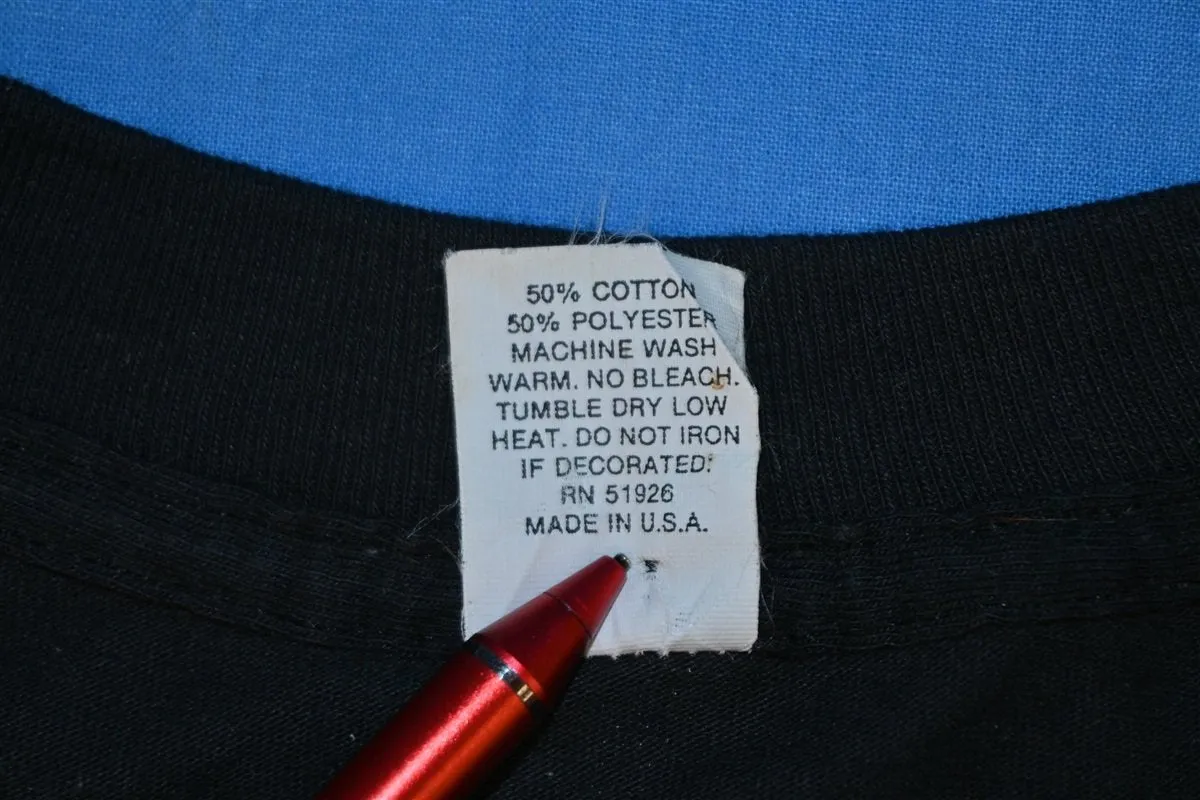 50% COTTON
50% POLYESTER
MACHINE WASH
WARM. NO BLEACH.
TUMBLE DRY LOW
HEAT. DO NOT IRON
IF DECORATED.
RN 51926
MADE IN U.S.A.